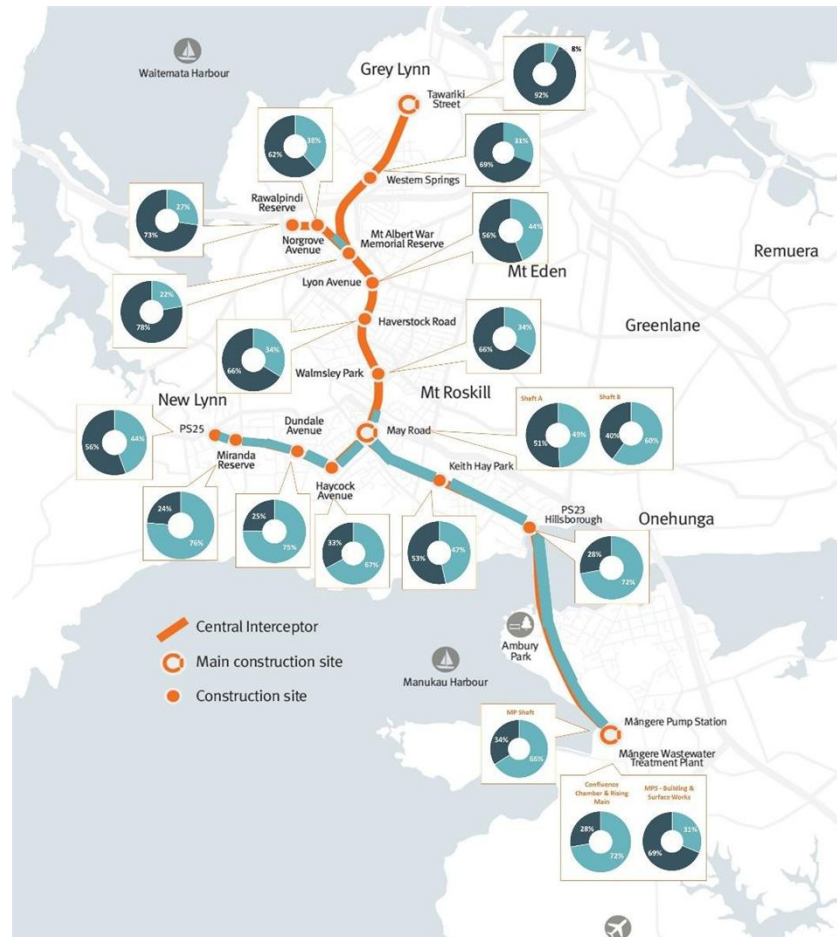 Waitemata Harbour
Grey Lynn
Tawariki
Street
8%
92%
38%
62%
31%
69%
Western Springs
Rawalpindi
Reserve
27%
73%
Norgrove
Avenue
Mt Albert War
Memorial Reserve
44%
56%
Remuera
Mt Eden
Lyon Avenue
22%
78%
Haverstock Road
Greenlane
34%
66%
34%
66%
Walmsley Park
New Lynn
Mt Roskill
Shaft A
Shaft B
51%
49%
40%
60%
44%
56%
PS25
Miranda
Reserve
Dundale
Avenue
May Road
Haycock
Avenue
Keith Hay Park
24%
76%
25%
75%
33%
67%
53%
47%
PS23
Hillsborough
Onehunga
28%
72%
Central Interceptor
Main construction site
Construction site
Ambury
Park
Manukau Harbour
MP Shaft
34%
66%
Māngere Pump Station
Māngere Wastewater
Treatment Plant
Confluence
Chamber & Rising
Main
MPS - Building &
Surface Works
28%
72%
31%
69%